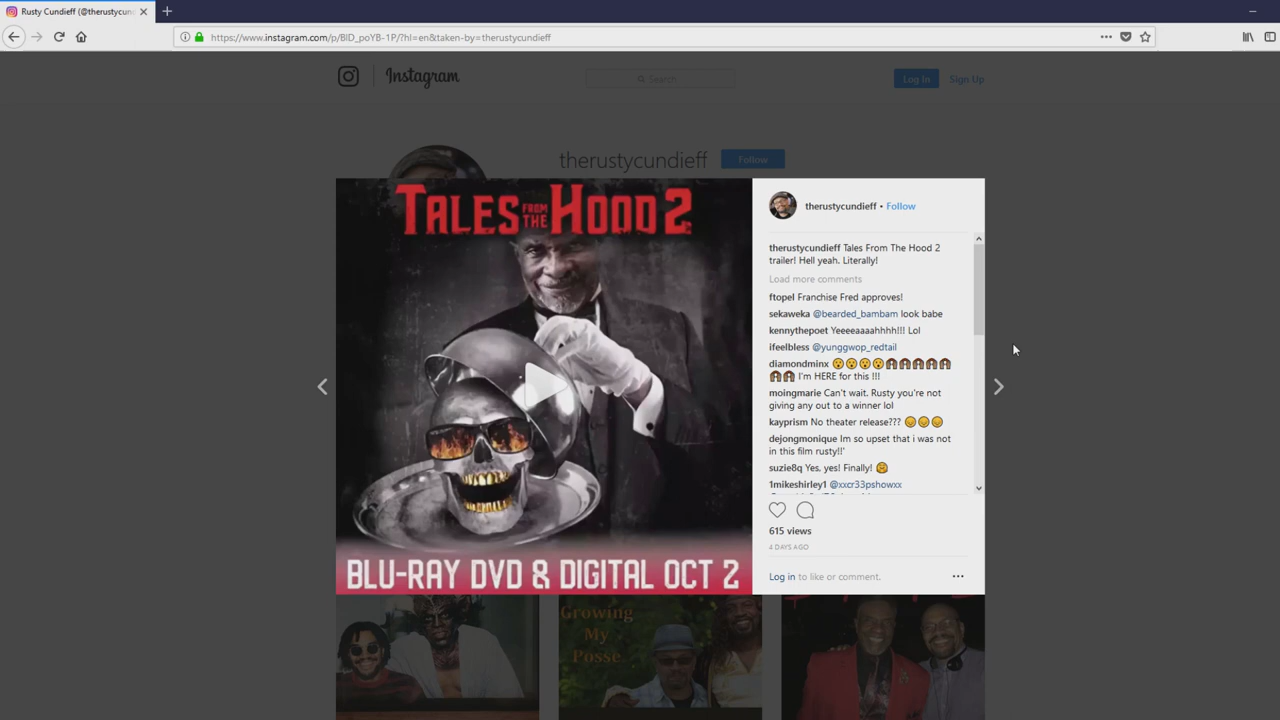 Rusty Cundieff (@therustycun
https://www.instagram.com/p/BlD_poYB-1P/?hl=en&taken-by=therustycundieff
Instagram
Search
Log In
Sign Up
therustycundieff
Follow
TALES FROM THE HOOD 2
BLU-RAY DVD & DIGITAL OCT 2
therustycundieff • Follow
therustycundieff Tales From The Hood 2
trailer! Hell yeah. Literally!
Load more comments
ftopel Franchise Fred approves!
sekaweka @bearded_bambam look babe
kennythepoet Yeeeeaaaahhhh!!! Lol
ifeelbless @yunggwop_redtail
diamondminx 😮😮😮😮🙈🙈🙈🙈🙈
🙈🙈 I'm HERE for this !!!
moingmarie Can't wait. Rusty you're not
giving any out to a winner lol
kayprism No theater release??? 😔😔😔
dejongmonique Im so upset that i was not
in this film rusty!!'
suzie8q Yes, yes! Finally! 😩
1mikeshirley1 @xxcr33pshowxx
615 views
4 DAYS AGO
Log in to like or comment.
Growing
My
Posse